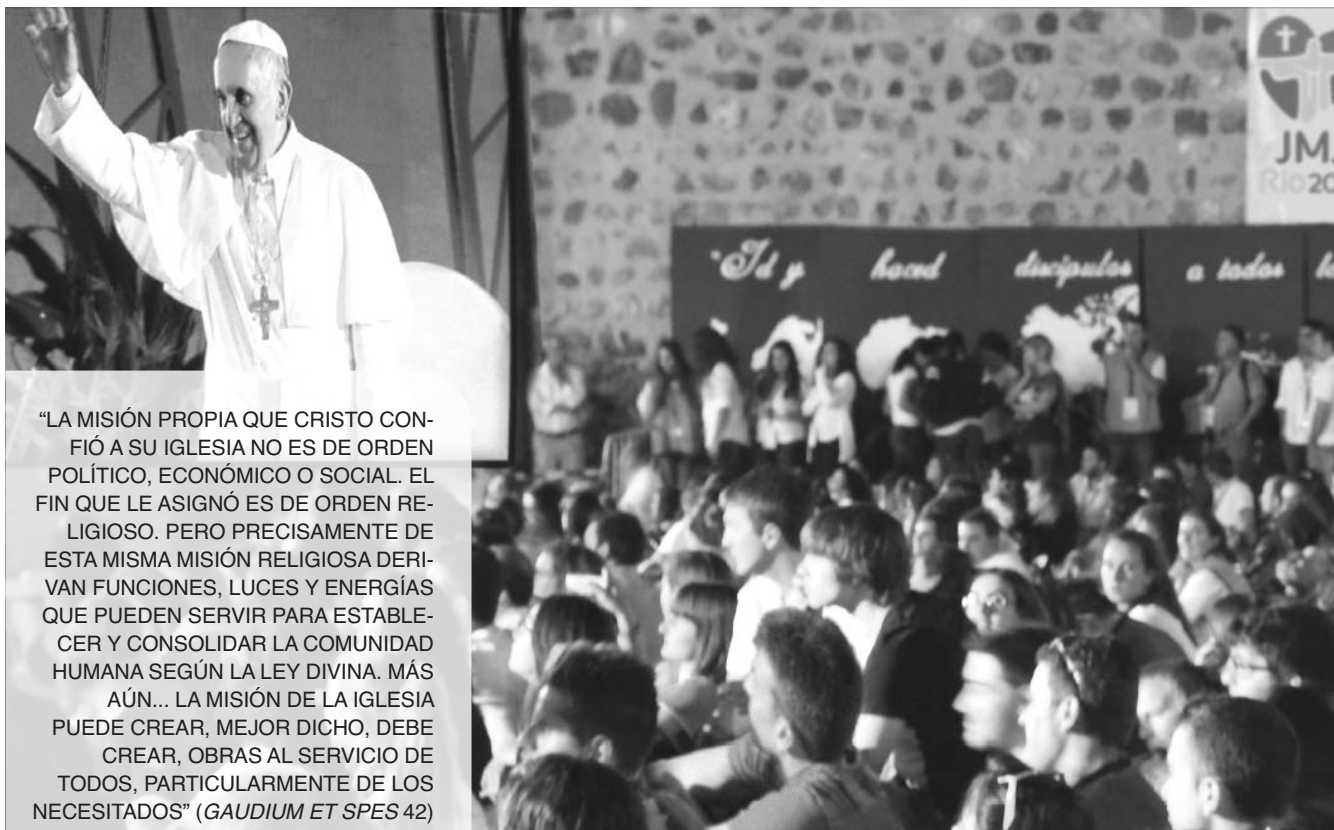 JMJ
Rio20
"Id y haced discípulos a todos
"LA MISIÓN PROPIA QUE CRISTO CON-
FIÓ A SU IGLESIA NO ES DE ORDEN
POLÍTICO, ECONÓMICO O SOCIAL. EL
FIN QUE LE ASIGNÓ ES DE ORDEN RE-
LIGIOSO. PERO PRECISAMENTE DE
ESTA MISMA MISIÓN RELIGIOSA DERI-
VAN FUNCIONES, LUCES Y ENERGÍAS
QUE PUEDEN SERVIR PARA ESTABLE-
CER Y CONSOLIDAR LA COMUNIDAD
HUMANA SEGÚN LA LEY DIVINA. MÁS
AÚN... LA MISIÓN DE LA IGLESIA
PUEDE CREAR, MEJOR DICHO, DEBE
CREAR, OBRAS AL SERVICIO DE
TODOS, PARTICULARMENTE DE LOS
NECESITADOS" (GAUDIUM ET SPES 42)